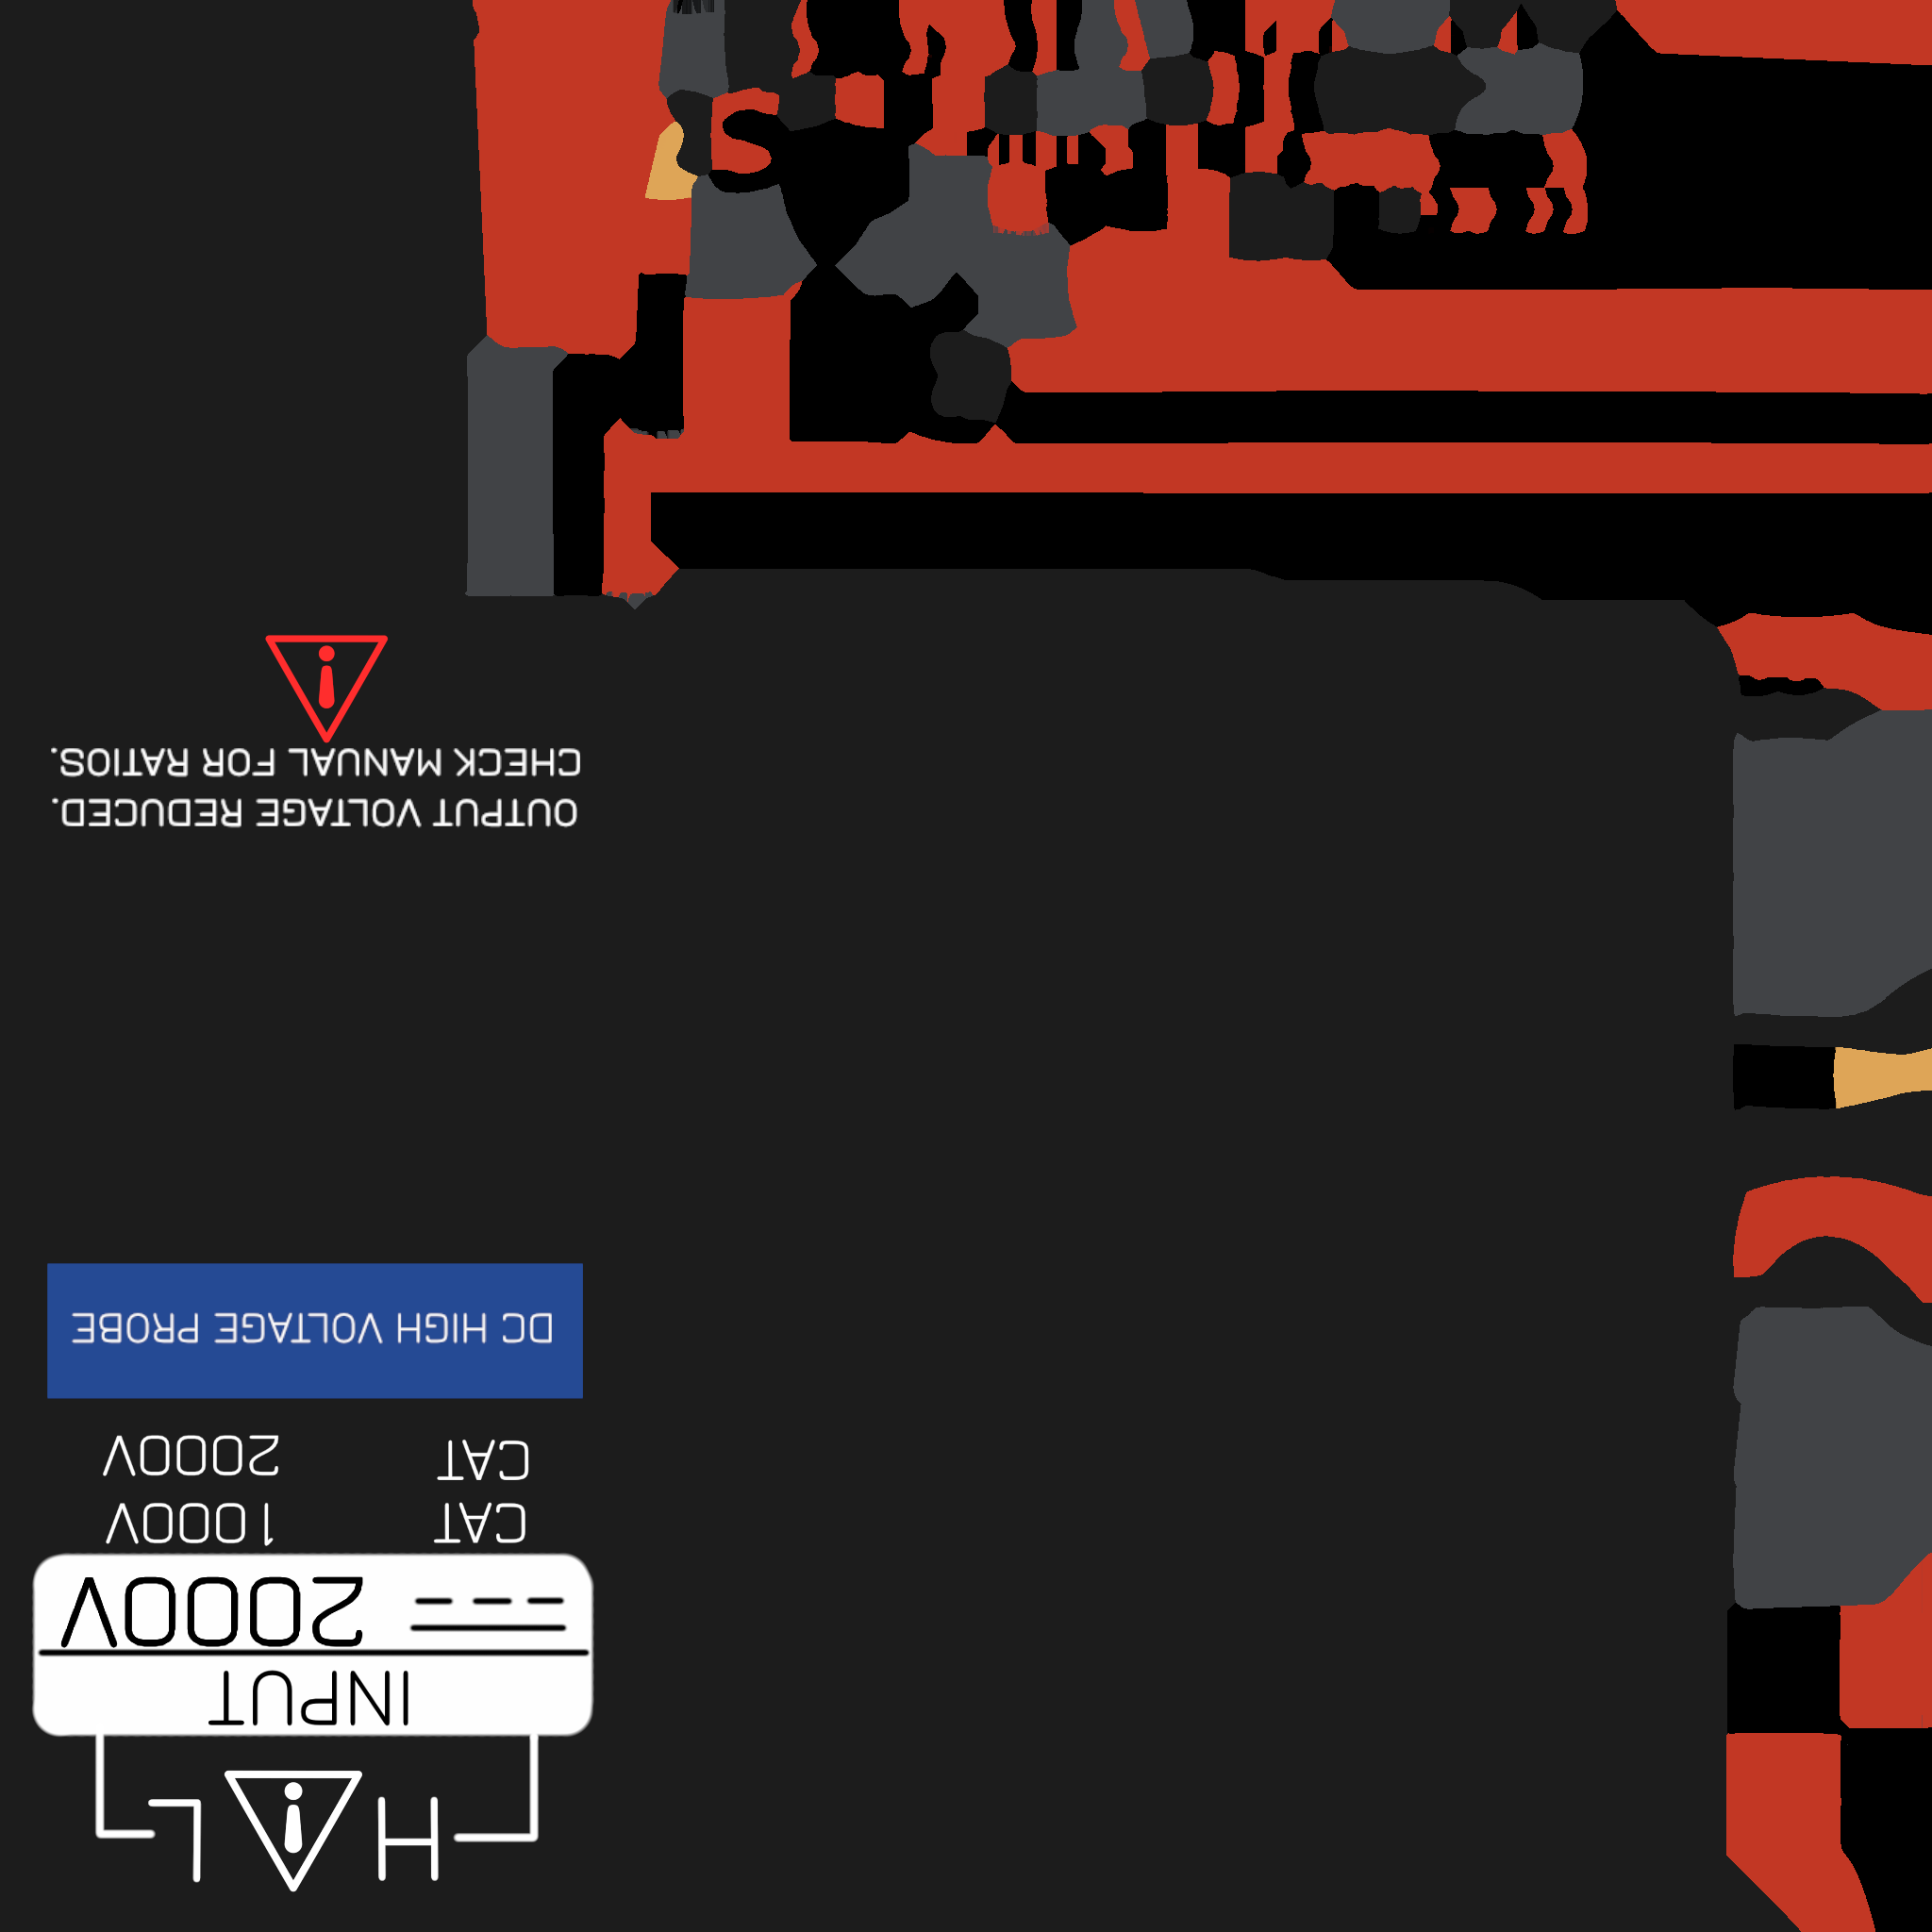 H ! L
INPUT
2000V
CAT 1000V
CAT 2000V
DC HIGH VOLTAGE PROBE
OUTPUT VOLTAGE REDUCED.
CHECK MANUAL FOR RATIOS.
!